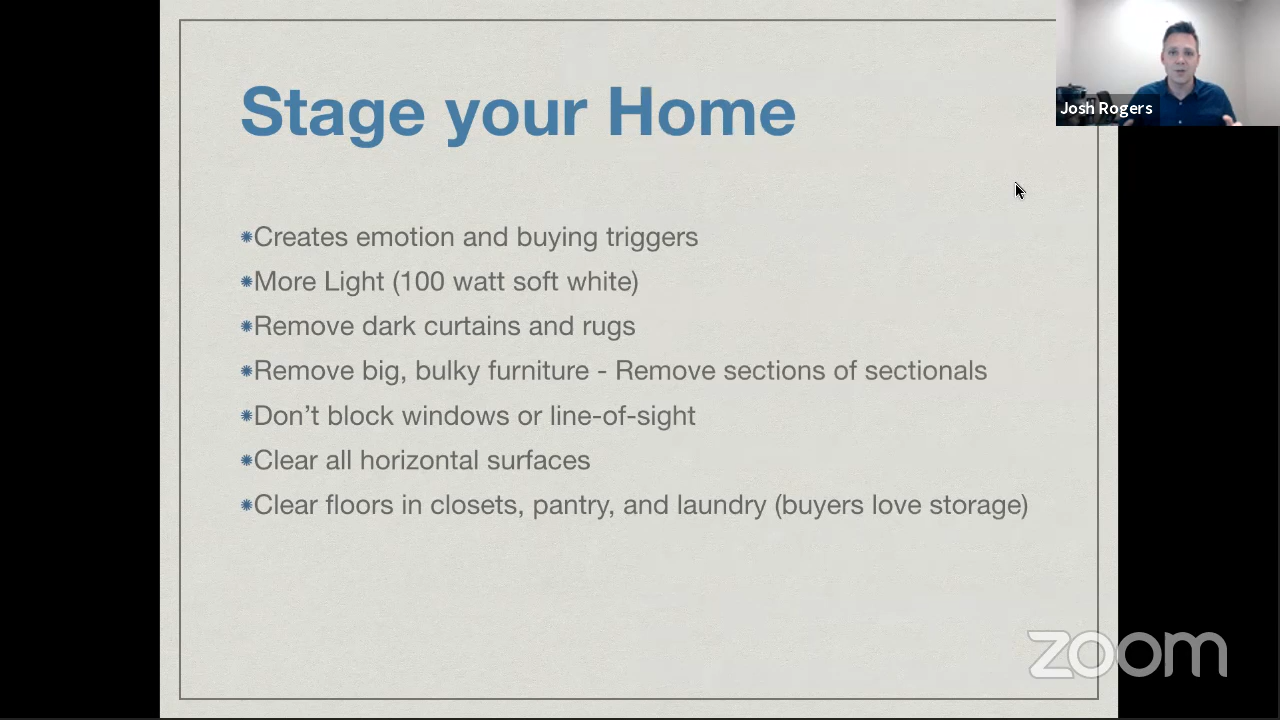 Stage your Home
Josh Rogers
Creates emotion and buying triggers
More Light (100 watt soft white)
Remove dark curtains and rugs
Remove big, bulky furniture - Remove sections of sectionals
Don’t block windows or line-of-sight
Clear all horizontal surfaces
Clear floors in closets, pantry, and laundry (buyers love storage)
zoom